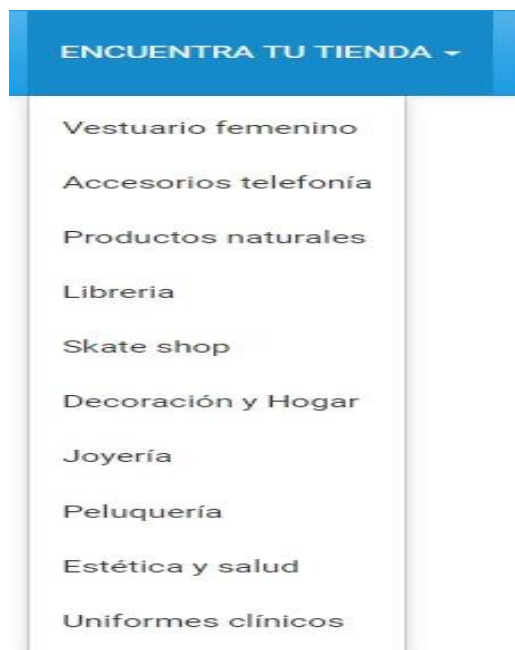 ENCUENTRA TU TIENDA
Vestuario femenino
Accesorios telefonía
Productos naturales
Libreria
Skate shop
Decoración y Hogar
Joyería
Peluquería
Estética y salud
Uniformes clínicos